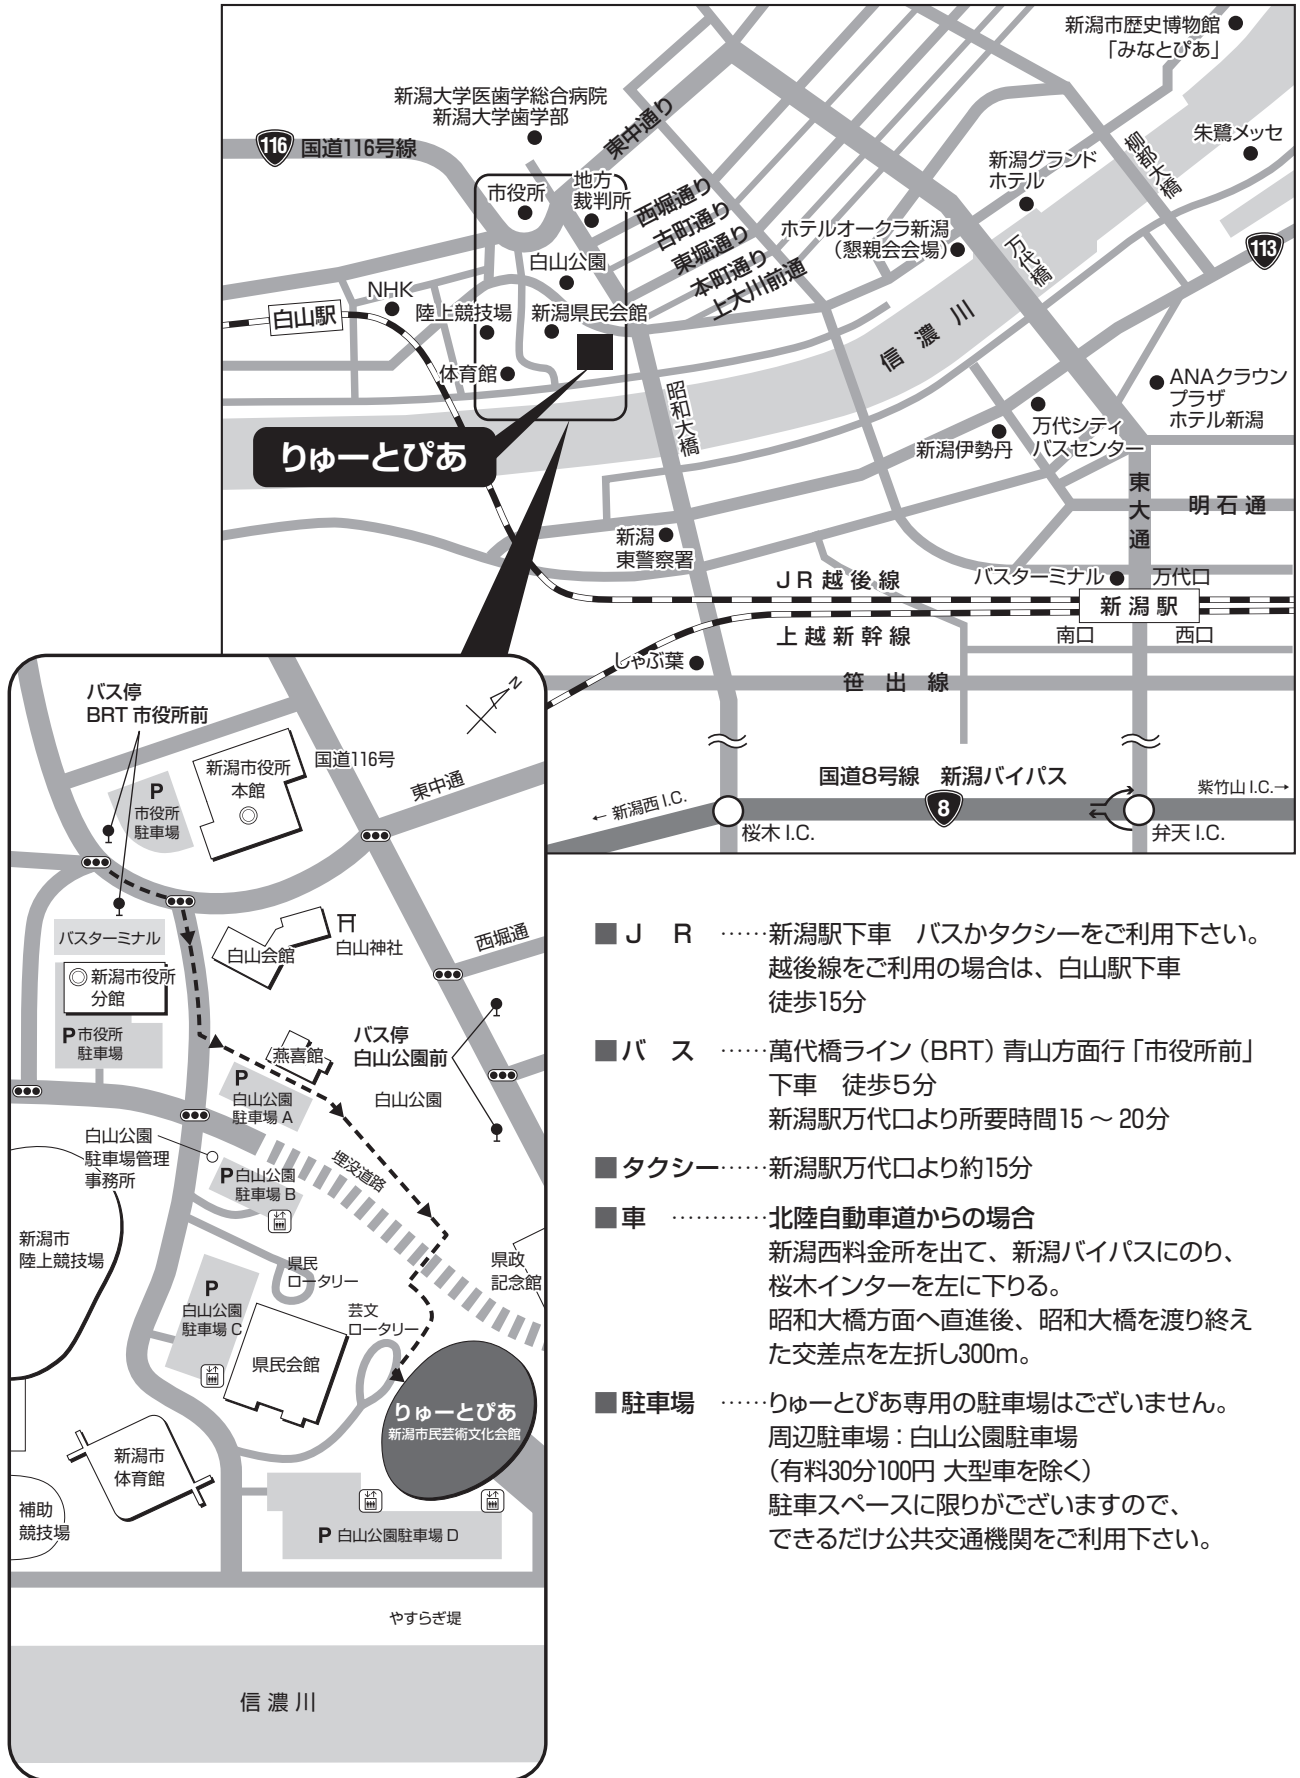 新潟市歴史博物館
「みなとぴあ」
新潟大学医歯学総合病院
新潟大学歯学部
116
国道116号線
東中通り
柳都大橋
朱鷺メッセ
新潟グランド
ホテル
市役所
地方
裁判所
西堀通り
古町通り
東堀通り
本町通り
上大川前通
ホテルオークラ新潟
(懇親会会場)
万代橋
113
白山公園
NHK
白山駅
陸上競技場
新潟県民会館
信濃川
体育館
昭和大橋
ANAクラウン
プラザ
ホテル新潟
万代シティ
バスセンター
新潟伊勢丹
りゅーとぴあ
東大通
明石通
新潟
東警察署
JR越後線
バスターミナル
万代口
新潟駅
上越新幹線
南口
西口
しゃぶ葉
笹出線
国道8号線 新潟バイパス
8
← 新潟西 I.C.
紫竹山 I.C.→
桜木 I.C.
弁天 I.C.
バス停
BRT 市役所前
N
新潟市役所
本館
国道116号
東中通
P
市役所
駐車場
バスターミナル
白山会館
白山神社
西堀通
新潟市役所
分館
P市役所
駐車場
バス停
白山公園前
燕喜館
P
白山公園
駐車場 A
白山公園
白山公園
駐車場管理
事務所
P白山公園
駐車場 B
埋没道路
新潟市
陸上競技場
県民
ロータリー
県政
記念館
P
白山公園
駐車場 C
芸文
ロータリー
県民会館
りゅーとぴあ
新潟市民芸術文化会館
新潟市
体育館
補助
競技場
P 白山公園駐車場 D
やすらぎ堤
信濃川
■J R ……新潟駅下車 バスかタクシーをご利用下さい。
越後線をご利用の場合は、白山駅下車
徒歩15分
■バ ス ……萬代橋ライン(BRT)青山方面行「市役所前」
下車 徒歩5分
新潟駅万代口より所要時間15 ～ 20分
■タクシー……新潟駅万代口より約15分
■車 …………北陸自動車道からの場合
新潟西料金所を出て、新潟バイパスにのり、
桜木インターを左に下りる。
昭和大橋方面へ直進後、昭和大橋を渡り終え
た交差点を左折し300m。
■駐車場 ……りゅーとぴあ専用の駐車場はございません。
周辺駐車場:白山公園駐車場
(有料30分100円 大型車を除く)
駐車スペースに限りがございますので、
できるだけ公共交通機関をご利用下さい。